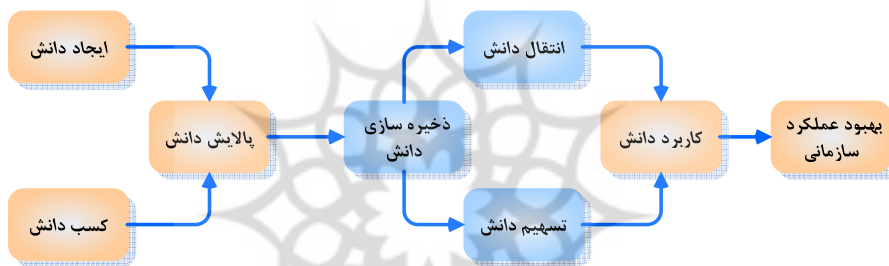 ایجاد دانش
کسب دانش
پالایش دانش
ذخیره سازی
دانش
انتقال دانش
تسهیم دانش
کاربرد دانش
بهبود عملکرد
سازمانی